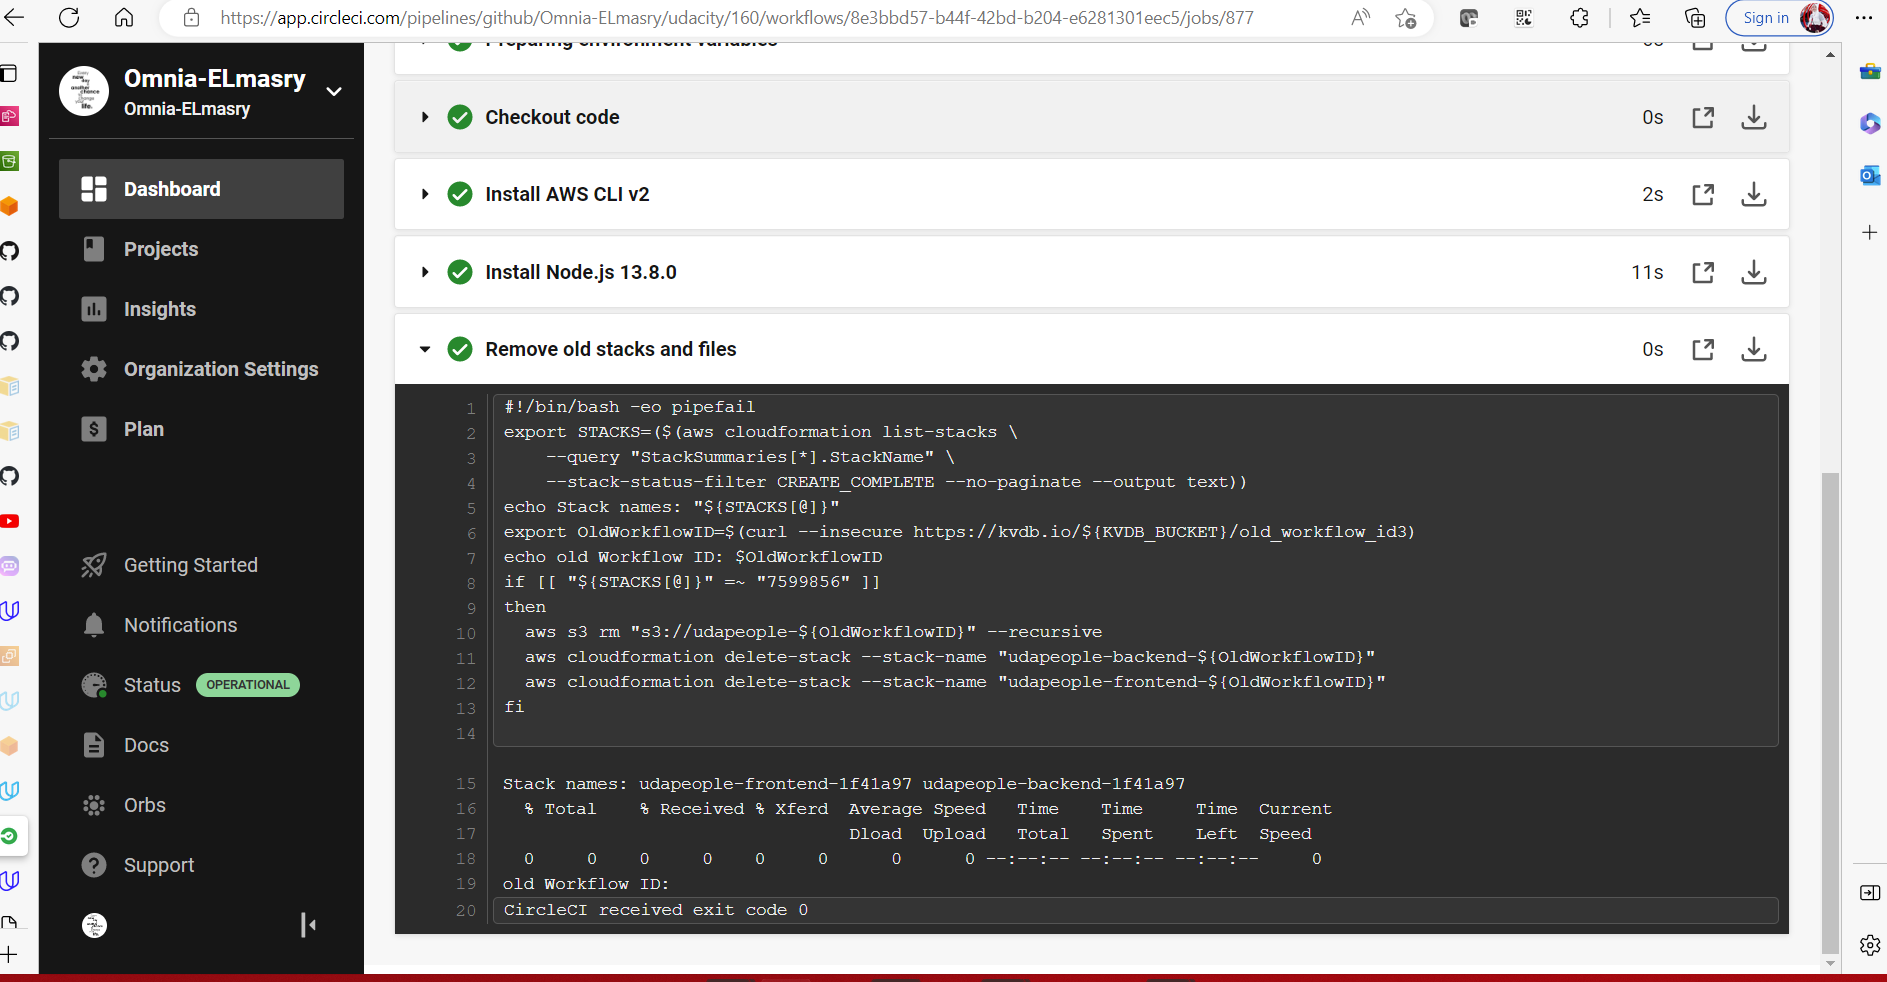 https://app.circleci.com/pipelines/github/Omnia-ELmasry/udacity/160/workflows/8e3bbd57-b44f-42bd-b204-e6281301eec5/jobs/877
Sign in
Omnia-ELmasry
Omnia-ELmasry
Dashboard
Projects
Insights
Organization Settings
Plan
Getting Started
Notifications
Status OPERATIONAL
Docs
Orbs
Support
Preparing environment variables
Checkout code 0s
Install AWS CLI v2 2s
Install Node.js 13.8.0 11s
Remove old stacks and files 0s
1 #!/bin/bash -eo pipefail
2 export STACKS=($(aws cloudformation list-stacks \
3 --query "StackSummaries[*].StackName" \
4 --stack-status-filter CREATE_COMPLETE --no-paginate --output text))
5 echo Stack names: "${STACKS[@]}"
6 export OldWorkflowID=$(curl --insecure https://kvdb.io/${KVDB_BUCKET}/old_workflow_id3)
7 echo old Workflow ID: $OldWorkflowID
8 if [[ "${STACKS[@]}" =~ "7599856" ]]
9 then
10 aws s3 rm "s3://udapeople-${OldWorkflowID}" --recursive
11 aws cloudformation delete-stack --stack-name "udapeople-backend-${OldWorkflowID}"
12 aws cloudformation delete-stack --stack-name "udapeople-frontend-${OldWorkflowID}"
13 fi
14
15 Stack names: udapeople-frontend-1f41a97 udapeople-backend-1f41a97
16 % Total % Received % Xferd Average Speed Time Time Time Current
17 Dload Upload Total Spent Left Speed
18 0 0 0 0 0 0 0 0 --:--:-- --:--:-- --:--:-- 0
19 old Workflow ID:
20 CircleCI received exit code 0